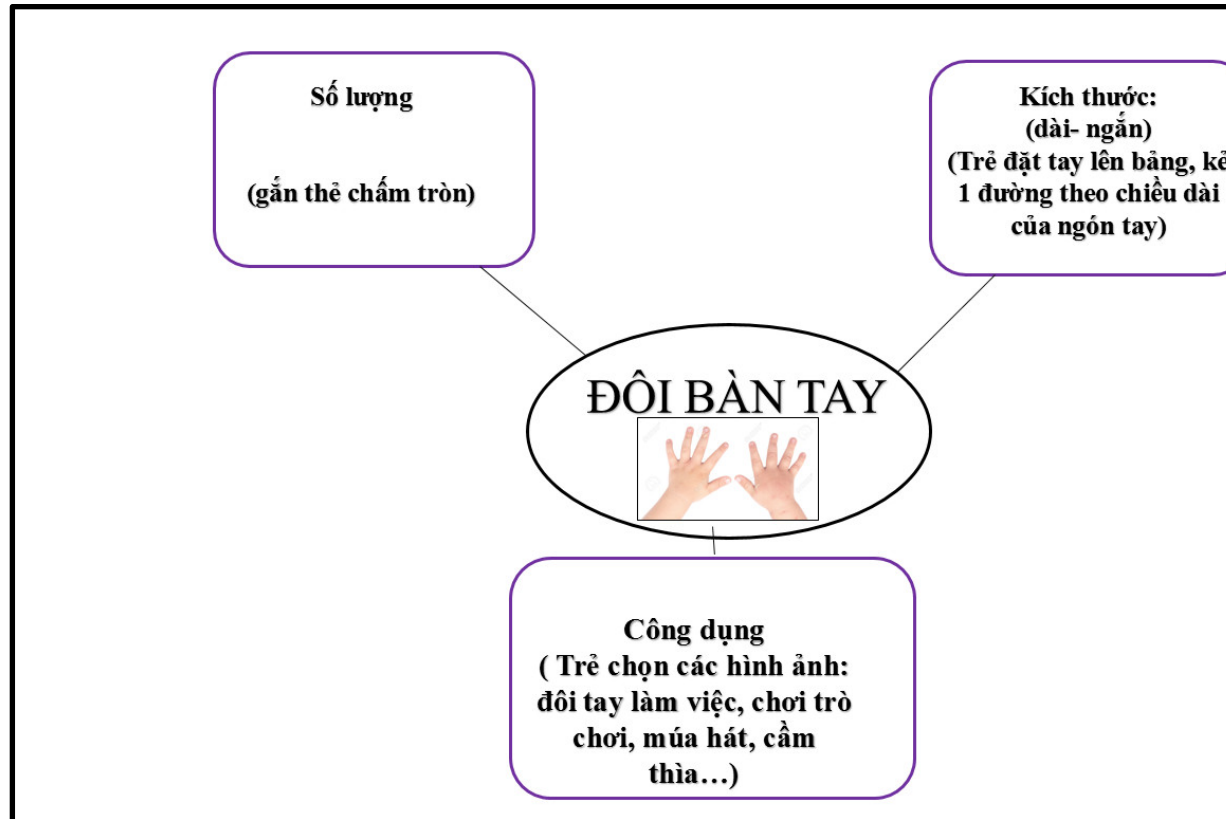 Số lượng
(gắn thẻ chấm tròn)
Kích thước:
(dài- ngắn)
(Trẻ đặt tay lên bảng, kẻ
1 đường theo chiều dài
của ngón tay)
ĐÔI BÀN TAY
Công dụng
( Trẻ chọn các hình ảnh:
đôi tay làm việc, chơi trò
chơi, múa hát, cầm
thìa…)